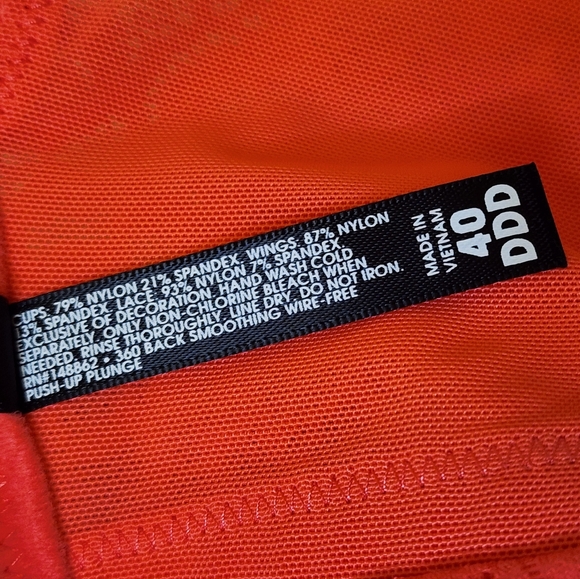 CUPS: 79% NYLON 21% SPANDEX, WINGS: 87% NYLON
13% SPANDEX, LACE: 93% NYLON 7% SPANDEX,
EXCLUSIVE OF DECORATION, HAND WASH COLD
SEPARATELY. ONLY NON-CHLORINE BLEACH WHEN
NEEDED, RINSE THOROUGHLY, LINE DRY. DO NOT IRON.
RN#148862 • 360 BACK SMOOTHING WIRE-FREE
PUSH-UP PLUNGE
MADE IN
VIETNAM
40
DDD